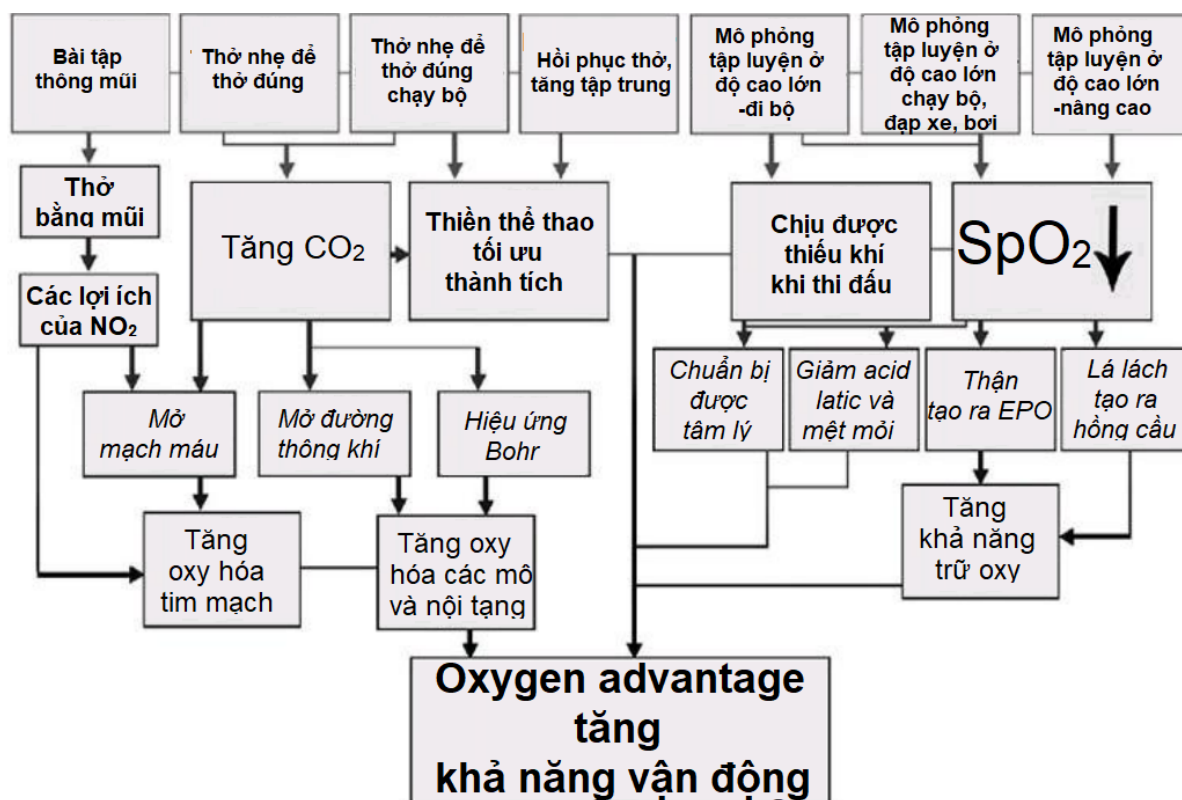 Bài tập
thông mũi
Thở nhẹ để
thở đúng
Thở nhẹ để
thở đúng
chạy bộ
Hồi phục thở,
tăng tập trung
Mô phỏng
tập luyện ở
độ cao lớn
-đi bộ
Mô phỏng
tập luyện ở
độ cao lớn
chạy bộ,
đạp xe, bơi
Mô phỏng
tập luyện ở
độ cao lớn
-nâng cao
Thở
bằng mũi
Tăng CO₂
Thiền thể thao
tối ưu
thành tích
Chịu được
thiếu khí
khi thi đấu
SpO₂
Các lợi ích
của NO₂
Mở
mạch máu
Mở đường
thông khí
Hiệu ứng
Bohr
Chuẩn bị
được
tâm lý
Giảm acid
latic và
mệt mỏi
Thận
tạo ra EPO
Lá lách
tạo ra
hồng cầu
Tăng
oxy hóa
tim mạch
Tăng oxy
hóa các mô
và nội tạng
Tăng
khả năng
trữ oxy
Oxygen advantage
tăng
khả năng vận động